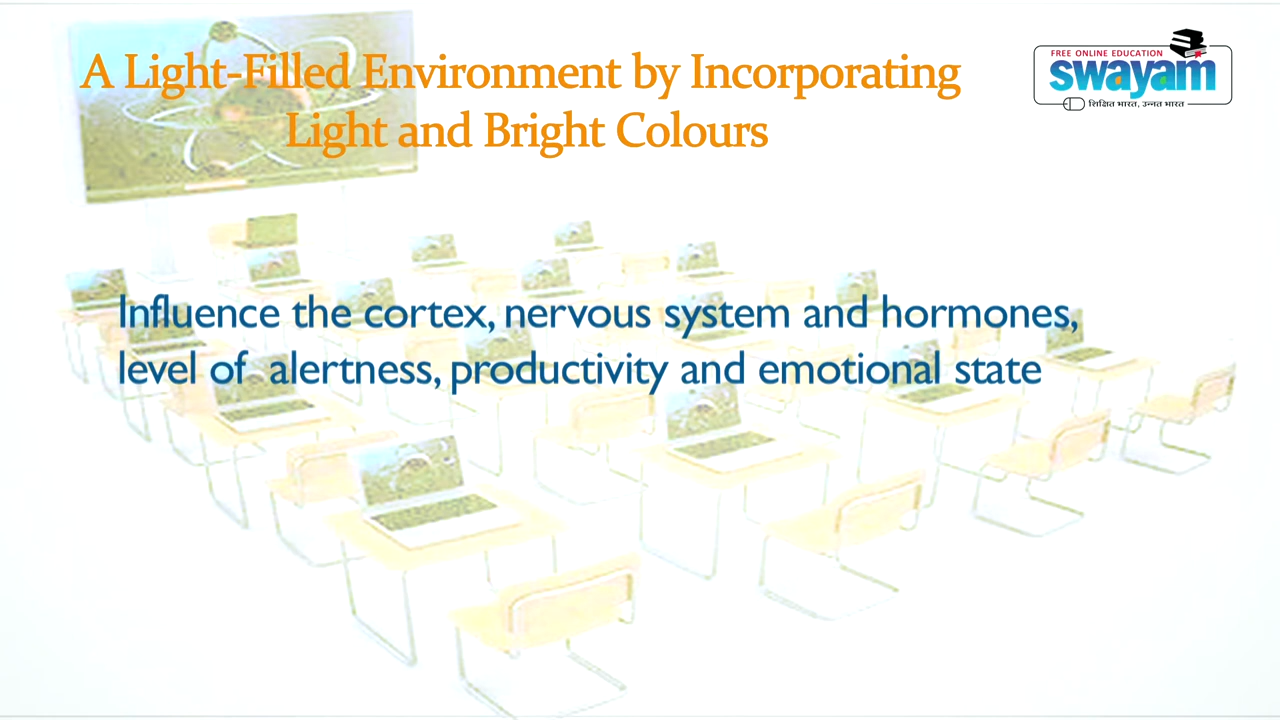 A Light-Filled Environment by Incorporating
Light and Bright Colours
FREE ONLINE EDUCATION
swayam
शिक्षित भारत, उन्नत भारत
Influence the cortex, nervous system and hormones,
level of alertness, productivity and emotional state